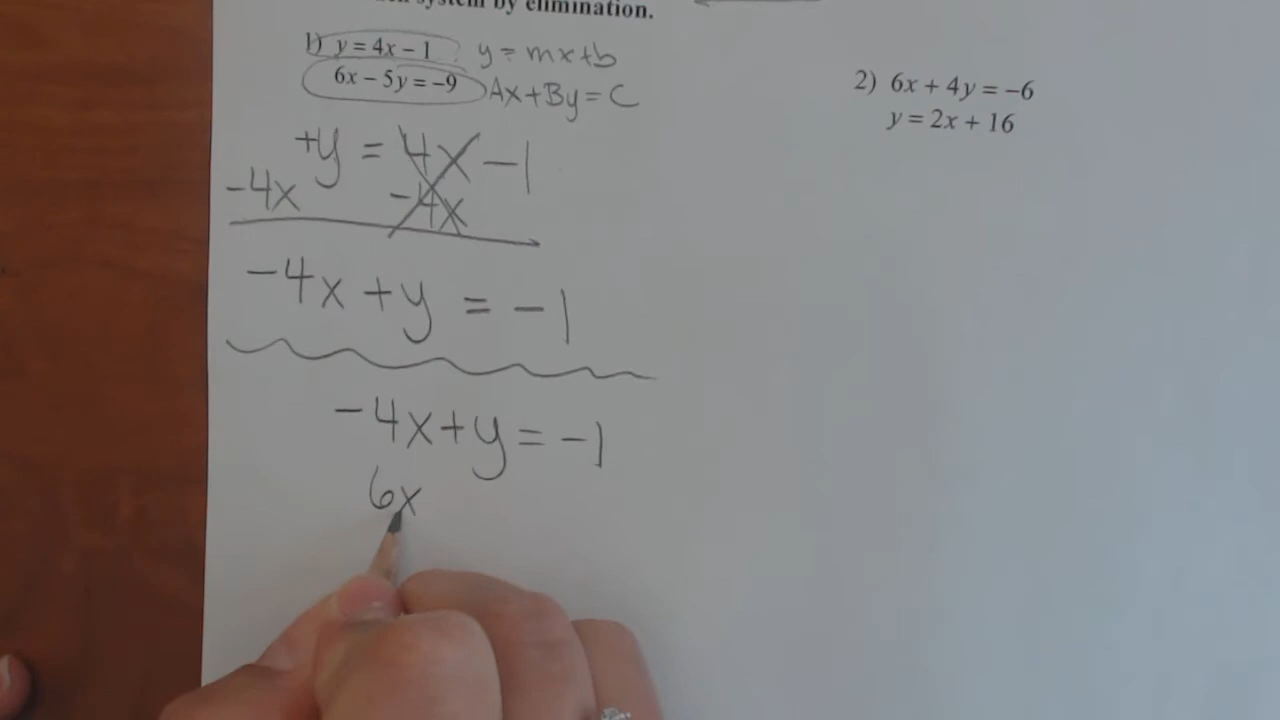 system by elimination.
1) y = 4x − 1 y = mx+b
6x − 5y = −9 Ax+By = C
+y = 4x − 1
−4x −4x
−4x + y = −1
−4x + y = −1
6x
2) 6x + 4y = −6
y = 2x + 16